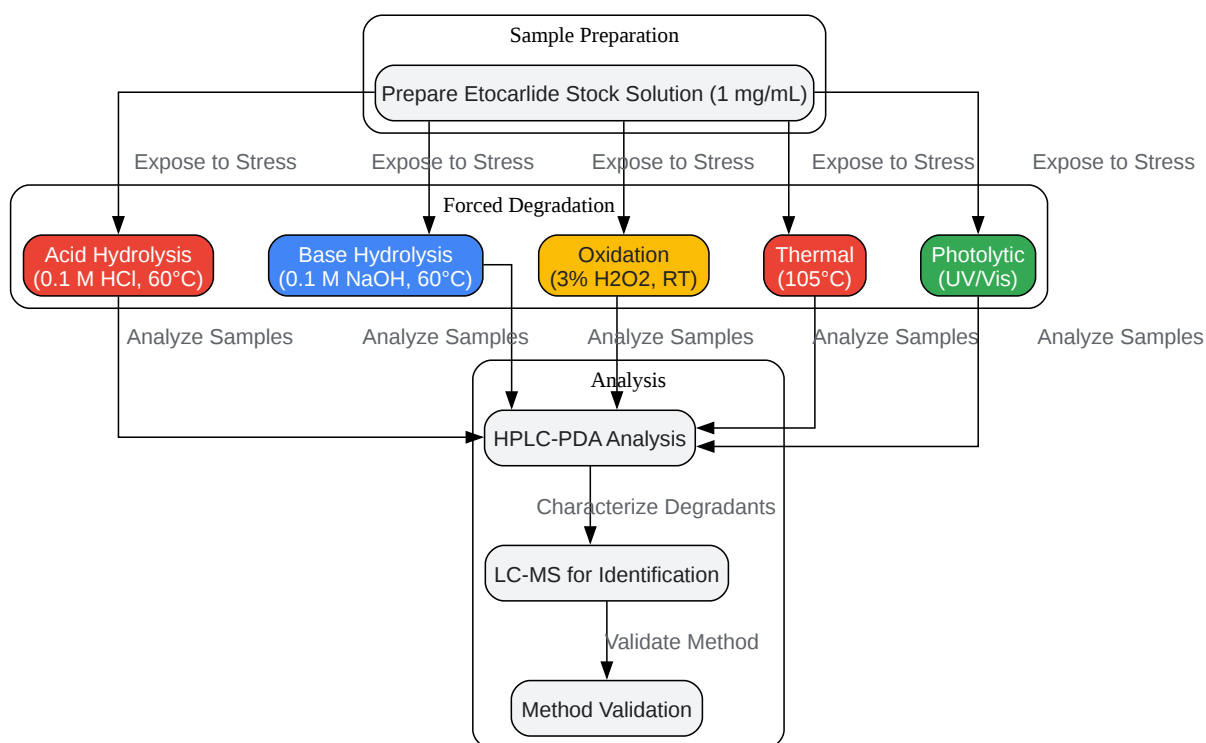 Sample Preparation
Prepare Etocarlide Stock Solution (1 mg/mL)
Expose to Stress
Expose to Stress
Expose to Stress
Expose to Stress
Expose to Stress
Forced Degradation
Acid Hydrolysis
(0.1 M HCl, 60°C)
Base Hydrolysis
(0.1 M NaOH, 60°C)
Oxidation
(3% H2O2, RT)
Thermal
(105°C)
Photolytic
(UV/Vis)
Analyze Samples
Analyze Samples
Analyze Samples
Analyze Samples
Analyze Samples
Analysis
HPLC-PDA Analysis
Characterize Degradants
LC-MS for Identification
Validate Method
Method Validation